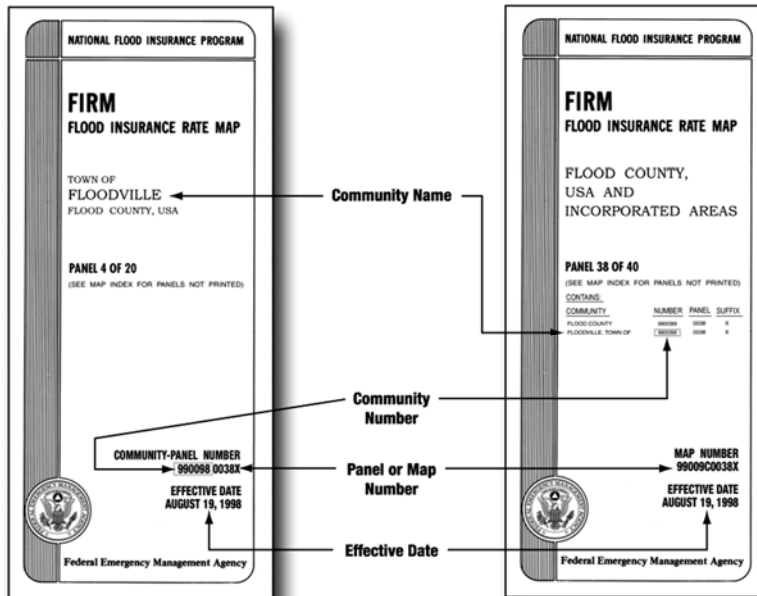 NATIONAL FLOOD INSURANCE PROGRAM
FIRM
FLOOD INSURANCE RATE MAP
TOWN OF
FLOODVILLE
FLOOD COUNTY, USA
PANEL 4 OF 20
(SEE MAP INDEX FOR PANELS NOT PRINTED)
COMMUNITY-PANEL NUMBER
990098 0038X
EFFECTIVE DATE
AUGUST 19, 1998
Federal Emergency Management Agency
Community Name
Community
Number
Panel or Map
Number
Effective Date
NATIONAL FLOOD INSURANCE PROGRAM
FIRM
FLOOD INSURANCE RATE MAP
FLOOD COUNTY,
USA AND
INCORPORATED AREAS
PANEL 38 OF 40
(SEE MAP INDEX FOR PANELS NOT PRINTED)
CONTAINS:
COMMUNITY NUMBER PANEL SUFFIX
FLOOD COUNTY 990099 0038 X
FLOODVILLE, TOWN OF 990098 0038 X
MAP NUMBER
99009C0038X
EFFECTIVE DATE
AUGUST 19, 1998
Federal Emergency Management Agency